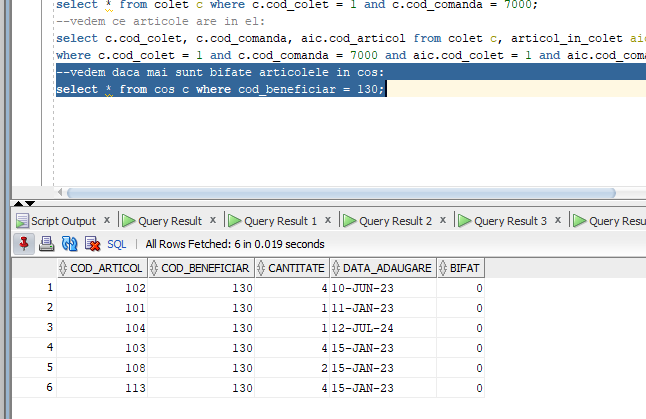 select * from colet c where c.cod_colet = 1 and c.cod_comanda = 7000;
--vedem ce articole are in el:
select c.cod_colet, c.cod_comanda, aic.cod_articol from colet c, articol_in_colet aic
where c.cod_colet = 1 and c.cod_comanda = 7000 and aic.cod_colet = 1 and aic.cod_coma
--vedem daca mai sunt bifate articolele in cos:
select * from cos c where cod_beneficiar = 130;
Script Output x Query Result x Query Result 1 x Query Result 2 x Query Result 3 x Query Resu
SQL | All Rows Fetched: 6 in 0.019 seconds
COD_ARTICOL COD_BENEFICIAR CANTITATE DATA_ADAUGARE BIFAT
1 102 130 4 10-JUN-23 0
2 101 130 1 11-JAN-23 0
3 104 130 1 12-JUL-24 0
4 103 130 4 15-JAN-23 0
5 108 130 2 15-JAN-23 0
6 113 130 4 15-JAN-23 0